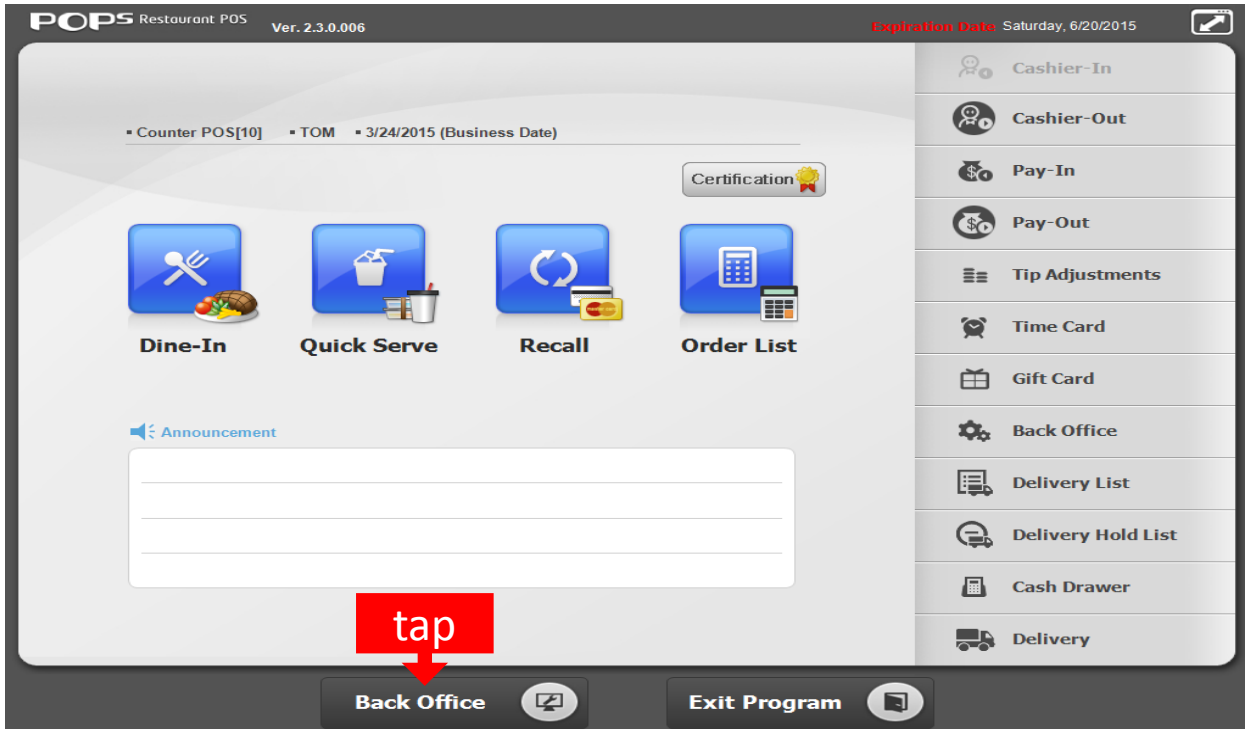 POPS Restaurant POS Ver. 2.3.0.006
Expiration Date: Saturday, 6/20/2015
Counter POS[10] TOM 3/24/2015 (Business Date)
Certification
Dine-In Quick Serve Recall Order List
Announcement
tap
Back Office Exit Program
Cashier-In
Cashier-Out
Pay-In
Pay-Out
Tip Adjustments
Time Card
Gift Card
Back Office
Delivery List
Delivery Hold List
Cash Drawer
Delivery